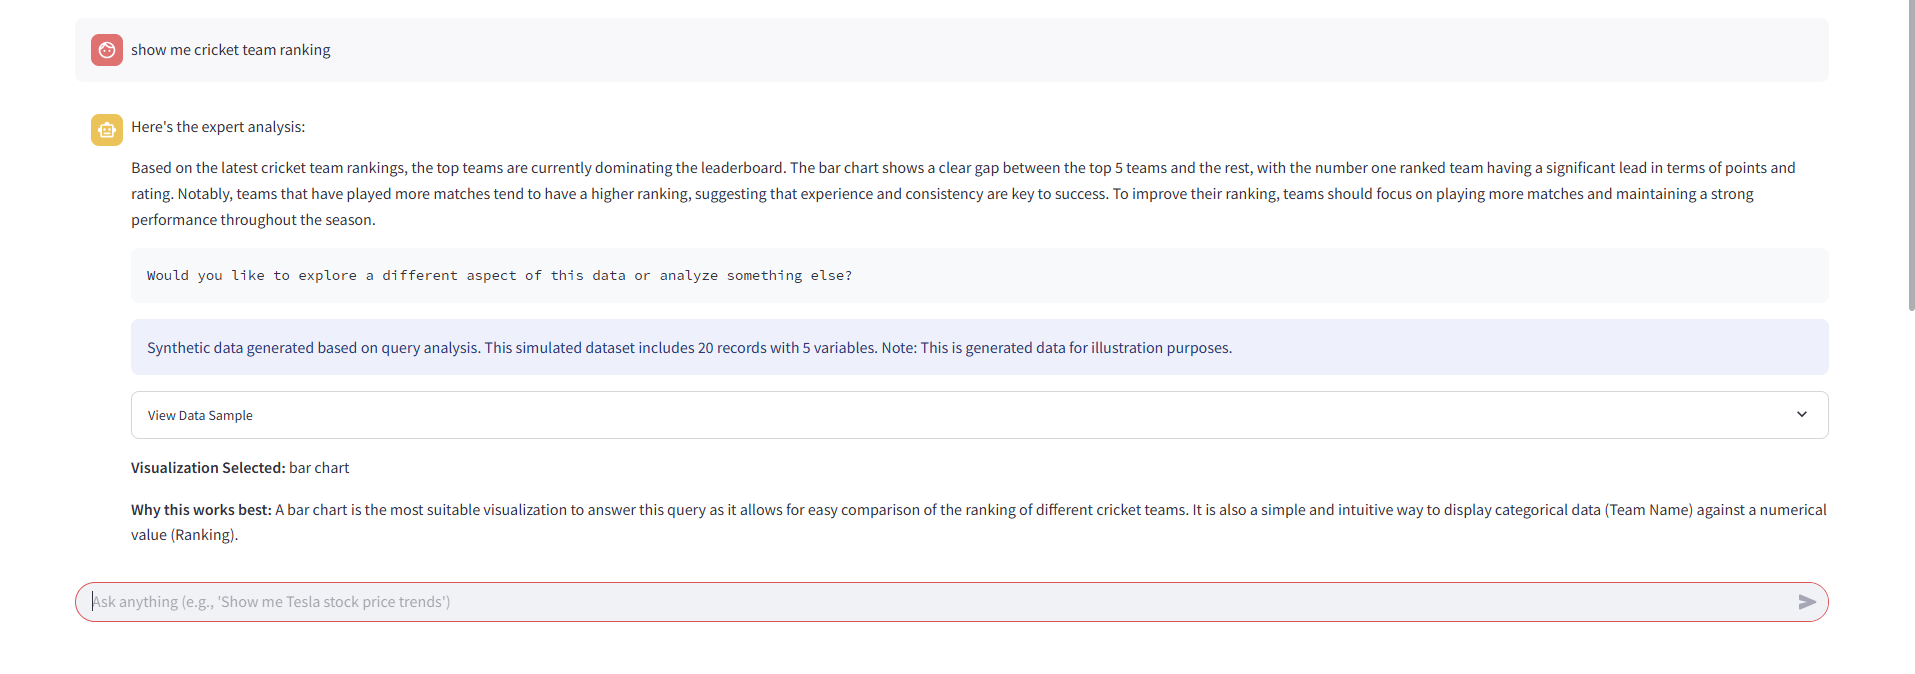 show me cricket team ranking
Here's the expert analysis:
Based on the latest cricket team rankings, the top teams are currently dominating the leaderboard. The bar chart shows a clear gap between the top 5 teams and the rest, with the number one ranked team having a significant lead in terms of points and
rating. Notably, teams that have played more matches tend to have a higher ranking, suggesting that experience and consistency are key to success. To improve their ranking, teams should focus on playing more matches and maintaining a strong
performance throughout the season.
Would you like to explore a different aspect of this data or analyze something else?
Synthetic data generated based on query analysis. This simulated dataset includes 20 records with 5 variables. Note: This is generated data for illustration purposes.
View Data Sample
Visualization Selected: bar chart
Why this works best: A bar chart is the most suitable visualization to answer this query as it allows for easy comparison of the ranking of different cricket teams. It is also a simple and intuitive way to display categorical data (Team Name) against a numerical
value (Ranking).
Ask anything (e.g., 'Show me Tesla stock price trends')